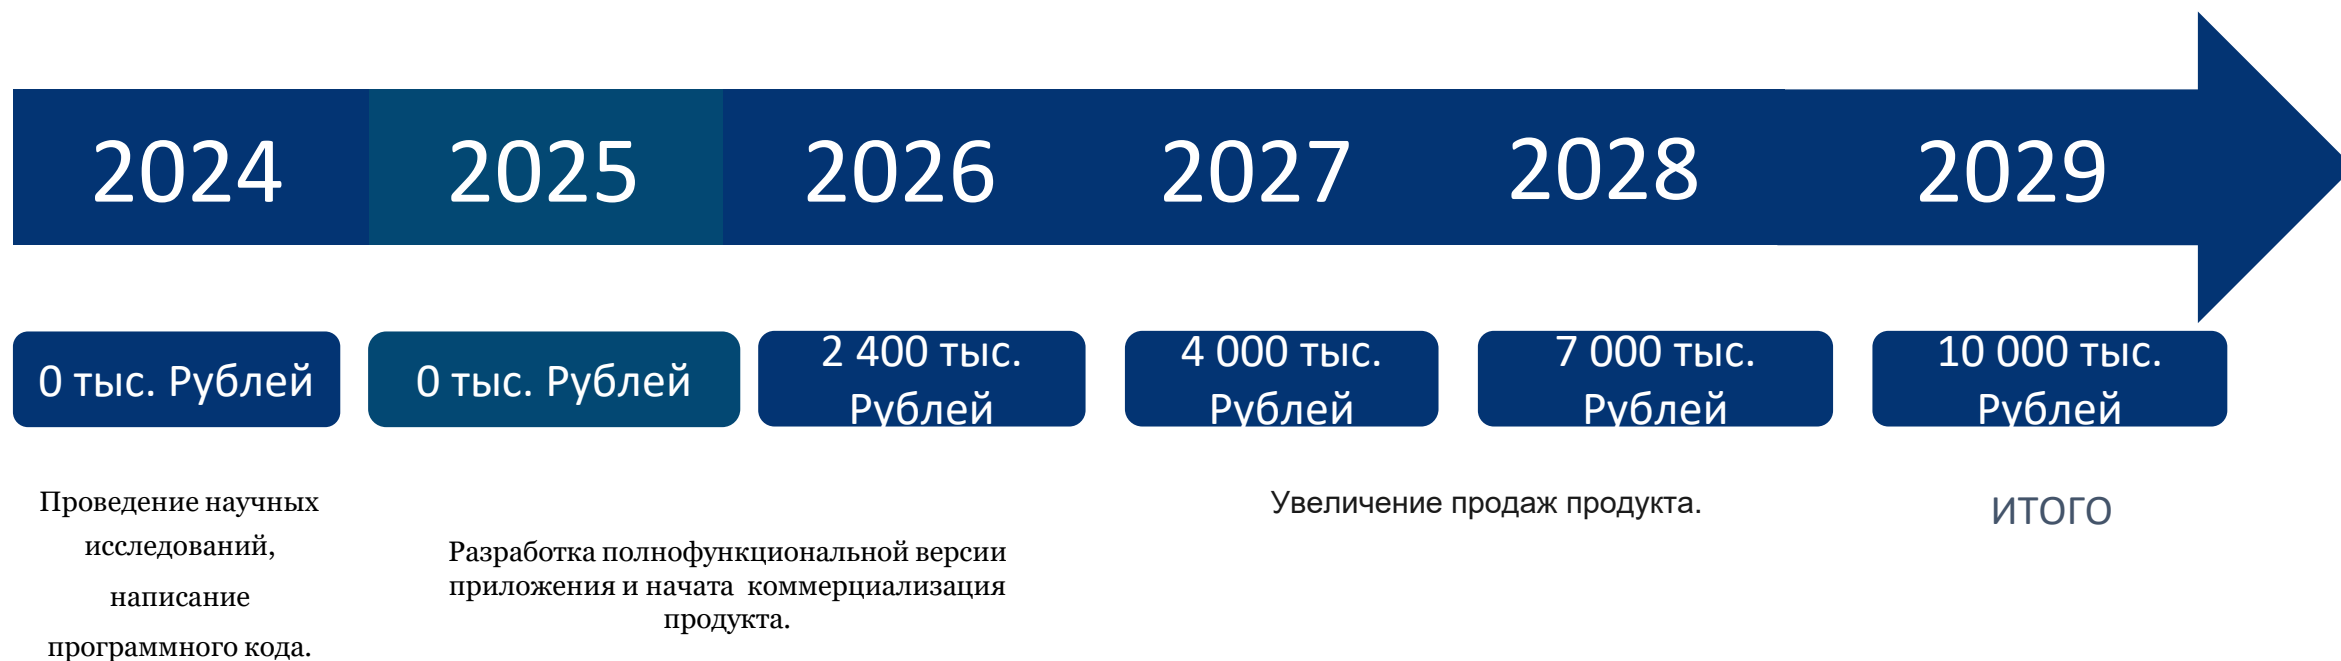 2024
2025
2026
2027
2028
2029
0 тыс. Рублей
0 тыс. Рублей
2 400 тыс.
Рублей
4 000 тыс.
Рублей
7 000 тыс.
Рублей
10 000 тыс.
Рублей
Проведение научных
исследований,
написание
программного кода.
Разработка полнофункциональной версии
приложения и начата коммерциализация
продукта.
Увеличение продаж продукта.
ИТОГО